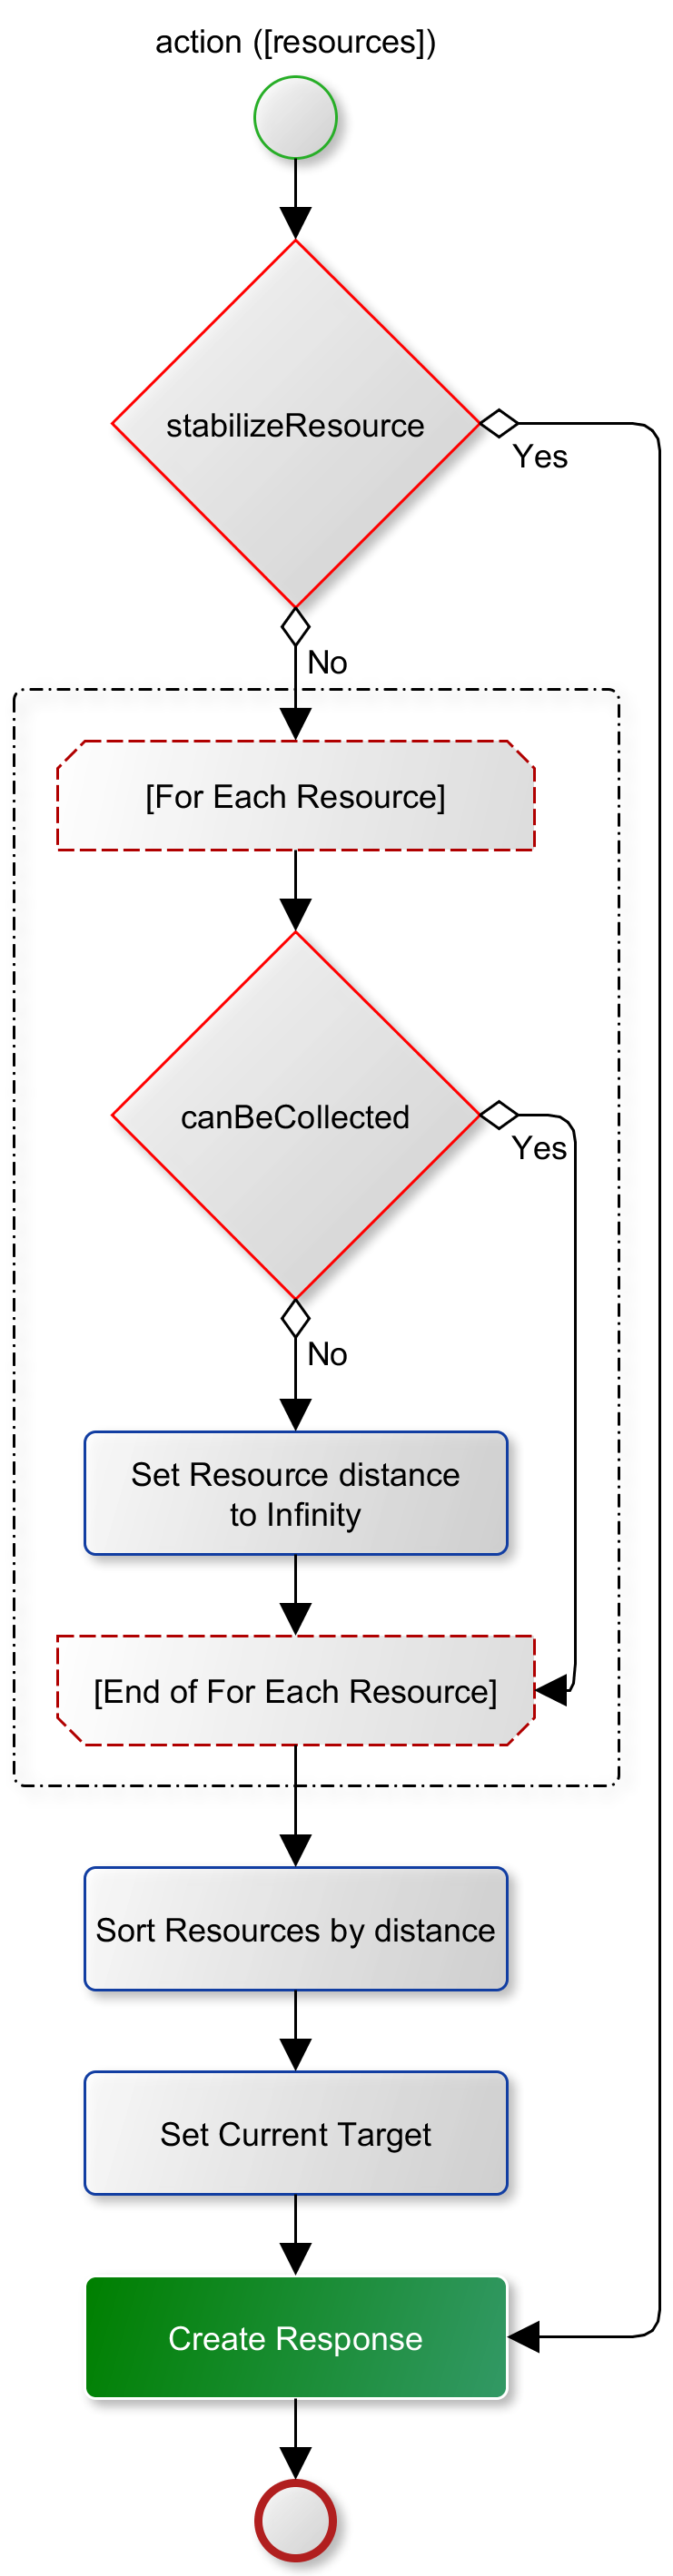 action ([resources])
stabilizeResource
Yes
No
[For Each Resource]
canBeCollected
Yes
No
Set Resource distance
to Infinity
[End of For Each Resource]
Sort Resources by distance
Set Current Target
Create Response